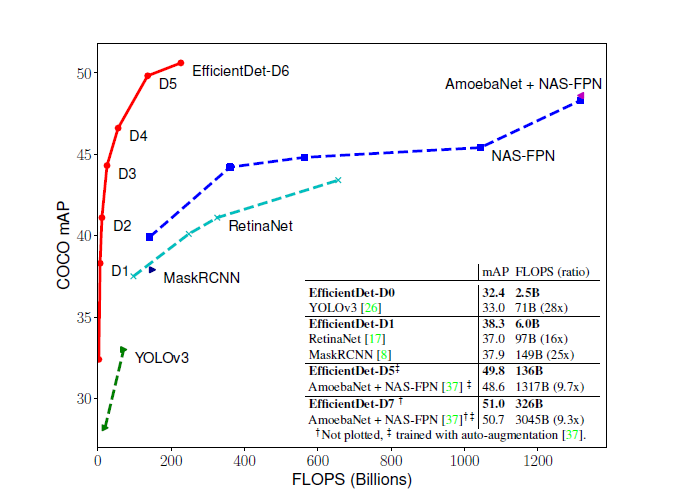 50
45
40
35
30
COCO mAP
0 200 400 600 800 1000 1200
FLOPS (Billions)
EfficientDet-D6
D5
D4
D3
D2
D1
AmoebaNet + NAS-FPN
NAS-FPN
RetinaNet
MaskRCNN
YOLOv3
mAP FLOPS (ratio)
EfficientDet-D0 32.4 2.5B
YOLOv3 [26] 33.0 71B (28x)
EfficientDet-D1 38.3 6.0B
RetinaNet [17] 37.0 97B (16x)
MaskRCNN [8] 37.9 149B (25x)
EfficientDet-D5‡ 49.8 136B
AmoebaNet + NAS-FPN [37] ‡ 48.6 1317B (9.7x)
EfficientDet-D7 † 51.0 326B
AmoebaNet + NAS-FPN [37]†‡ 50.7 3045B (9.3x)
†Not plotted, ‡ trained with auto-augmentation [37].